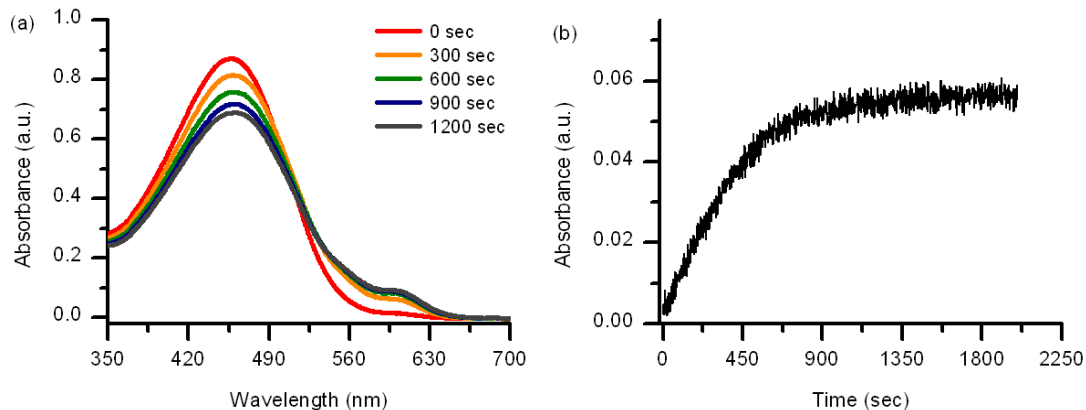 (a)
Absorbance (a.u.)
1.0
0.8
0.6
0.4
0.2
0.0
350 420 490 560 630 700
Wavelength (nm)
0 sec
300 sec
600 sec
900 sec
1200 sec
(b)
Absorbance (a.u.)
0.06
0.04
0.02
0.00
0 450 900 1350 1800 2250
Time (sec)